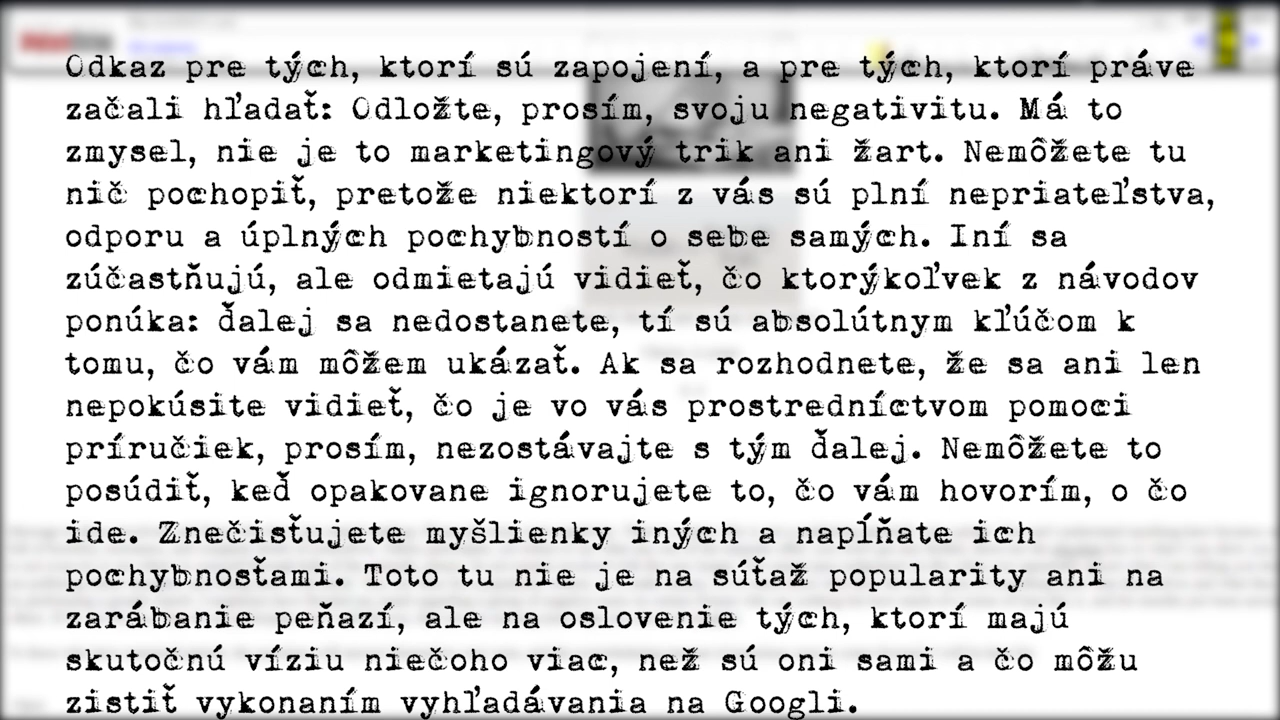 Odkaz pre tých, ktorí sú zapojení, a pre tých, ktorí práve
začali hľadať: Odložte, prosím, svoju negativitu. Má to
zmysel, nie je to marketingový trik ani žart. Nemôžete tu
nič pochopiť, pretože niektorí z vás sú plní nepriateľstva,
odporu a úplných pochybností o sebe samých. Iní sa
zúčastňujú, ale odmietajú vidieť, čo ktorýkoľvek z návodov
ponúka: ďalej sa nedostanete, tí sú absolútnym kľúčom k
tomu, čo vám môžem ukázať. Ak sa rozhodnete, že sa ani len
nepokúsite vidieť, čo je vo vás prostredníctvom pomoci
príručiek, prosím, nezostávajte s tým ďalej. Nemôžete to
posúdiť, keď opakovane ignorujete to, čo vám hovorím, o čo
ide. Znečisťujete myšlienky iných a napĺňate ich
pochybnosťami. Toto tu nie je na súťaž popularity ani na
zarábanie peňazí, ale na oslovenie tých, ktorí majú
skutočnú víziu niečoho viac, než sú oni sami a čo môžu
zistiť vykonaním vyhľadávania na Googli.